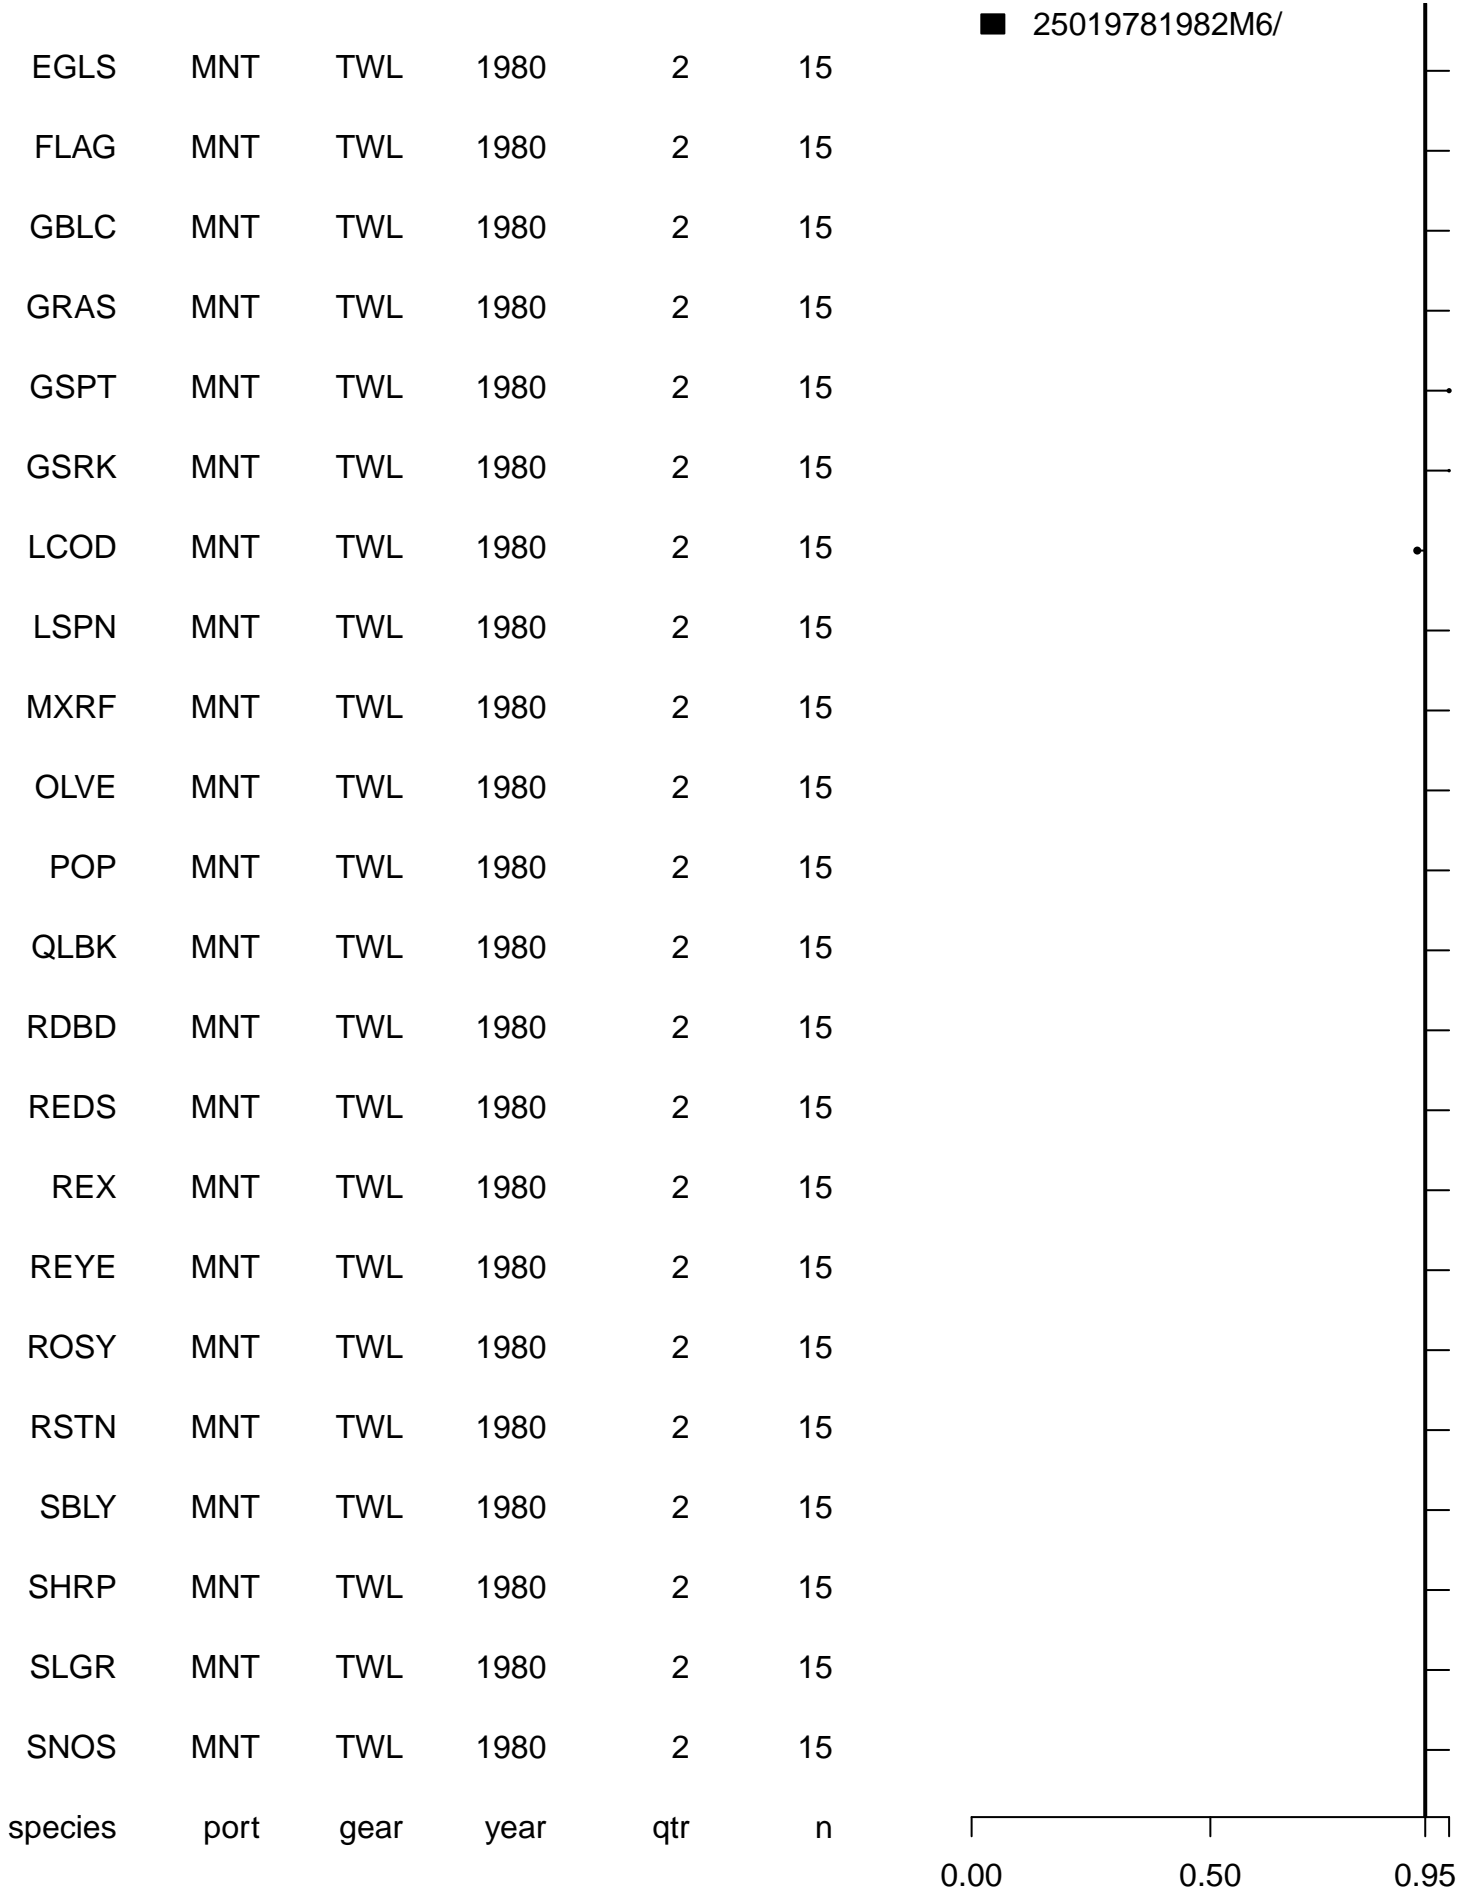 25019781982M6/
EGLS MNT TWL 1980 2 15
FLAG MNT TWL 1980 2 15
GBLC MNT TWL 1980 2 15
GRAS MNT TWL 1980 2 15
GSPT MNT TWL 1980 2 15
GSRK MNT TWL 1980 2 15
LCOD MNT TWL 1980 2 15
LSPN MNT TWL 1980 2 15
MXRF MNT TWL 1980 2 15
OLVE MNT TWL 1980 2 15
POP MNT TWL 1980 2 15
QLBK MNT TWL 1980 2 15
RDBD MNT TWL 1980 2 15
REDS MNT TWL 1980 2 15
REX MNT TWL 1980 2 15
REYE MNT TWL 1980 2 15
ROSY MNT TWL 1980 2 15
RSTN MNT TWL 1980 2 15
SBLY MNT TWL 1980 2 15
SHRP MNT TWL 1980 2 15
SLGR MNT TWL 1980 2 15
SNOS MNT TWL 1980 2 15
species port gear year qtr n
0.00 0.50 0.95